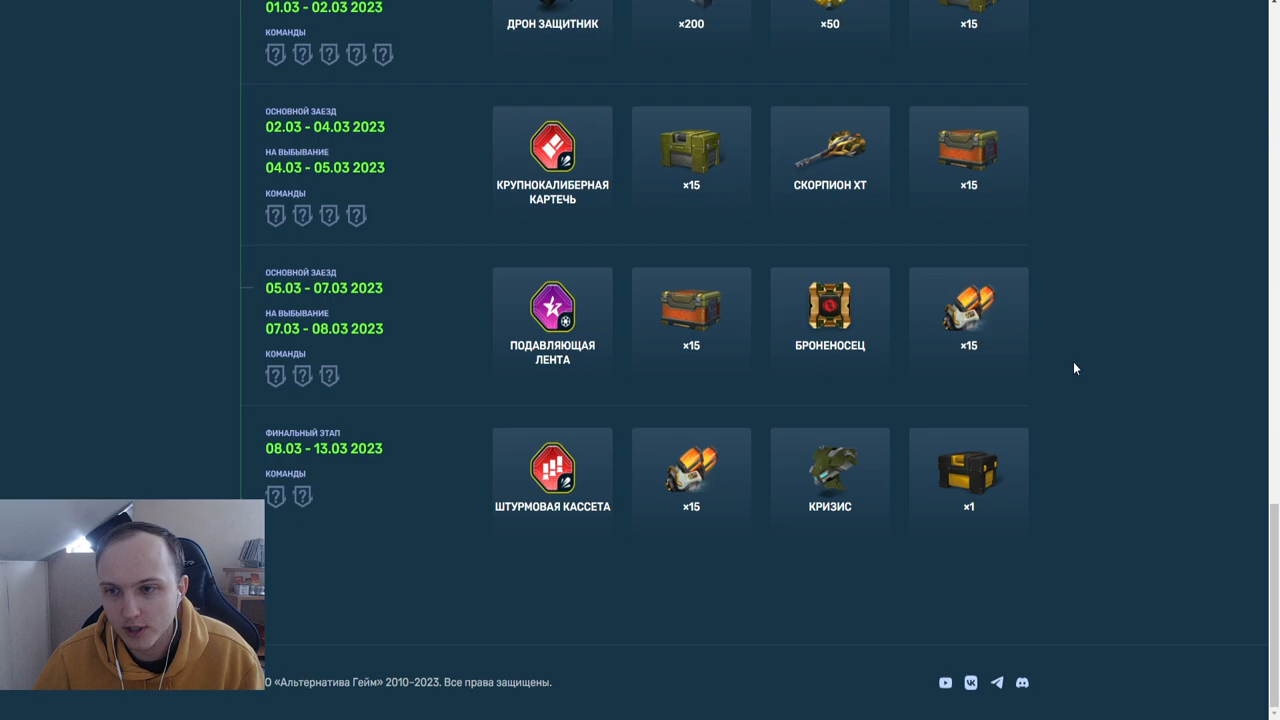 01.03 - 02.03 2023
КОМАНДЫ
ДРОН ЗАЩИТНИК
×200
×50
×15
ОСНОВНОЙ ЗАЕЗД
02.03 - 04.03 2023
НА ВЫБЫВАНИЕ
04.03 - 05.03 2023
КОМАНДЫ
КРУПНОКАЛИБЕРНАЯ
КАРТЕЧЬ
×15
СКОРПИОН XT
×15
ОСНОВНОЙ ЗАЕЗД
05.03 - 07.03 2023
НА ВЫБЫВАНИЕ
07.03 - 08.03 2023
КОМАНДЫ
ПОДАВЛЯЮЩАЯ
ЛЕНТА
×15
БРОНЕНОСЕЦ
×15
ФИНАЛЬНЫЙ ЭТАП
08.03 - 13.03 2023
КОМАНДЫ
ШТУРМОВАЯ КАССЕТА
×15
КРИЗИС
×1
О «Альтернатива Гейм» 2010–2023. Все права защищены.